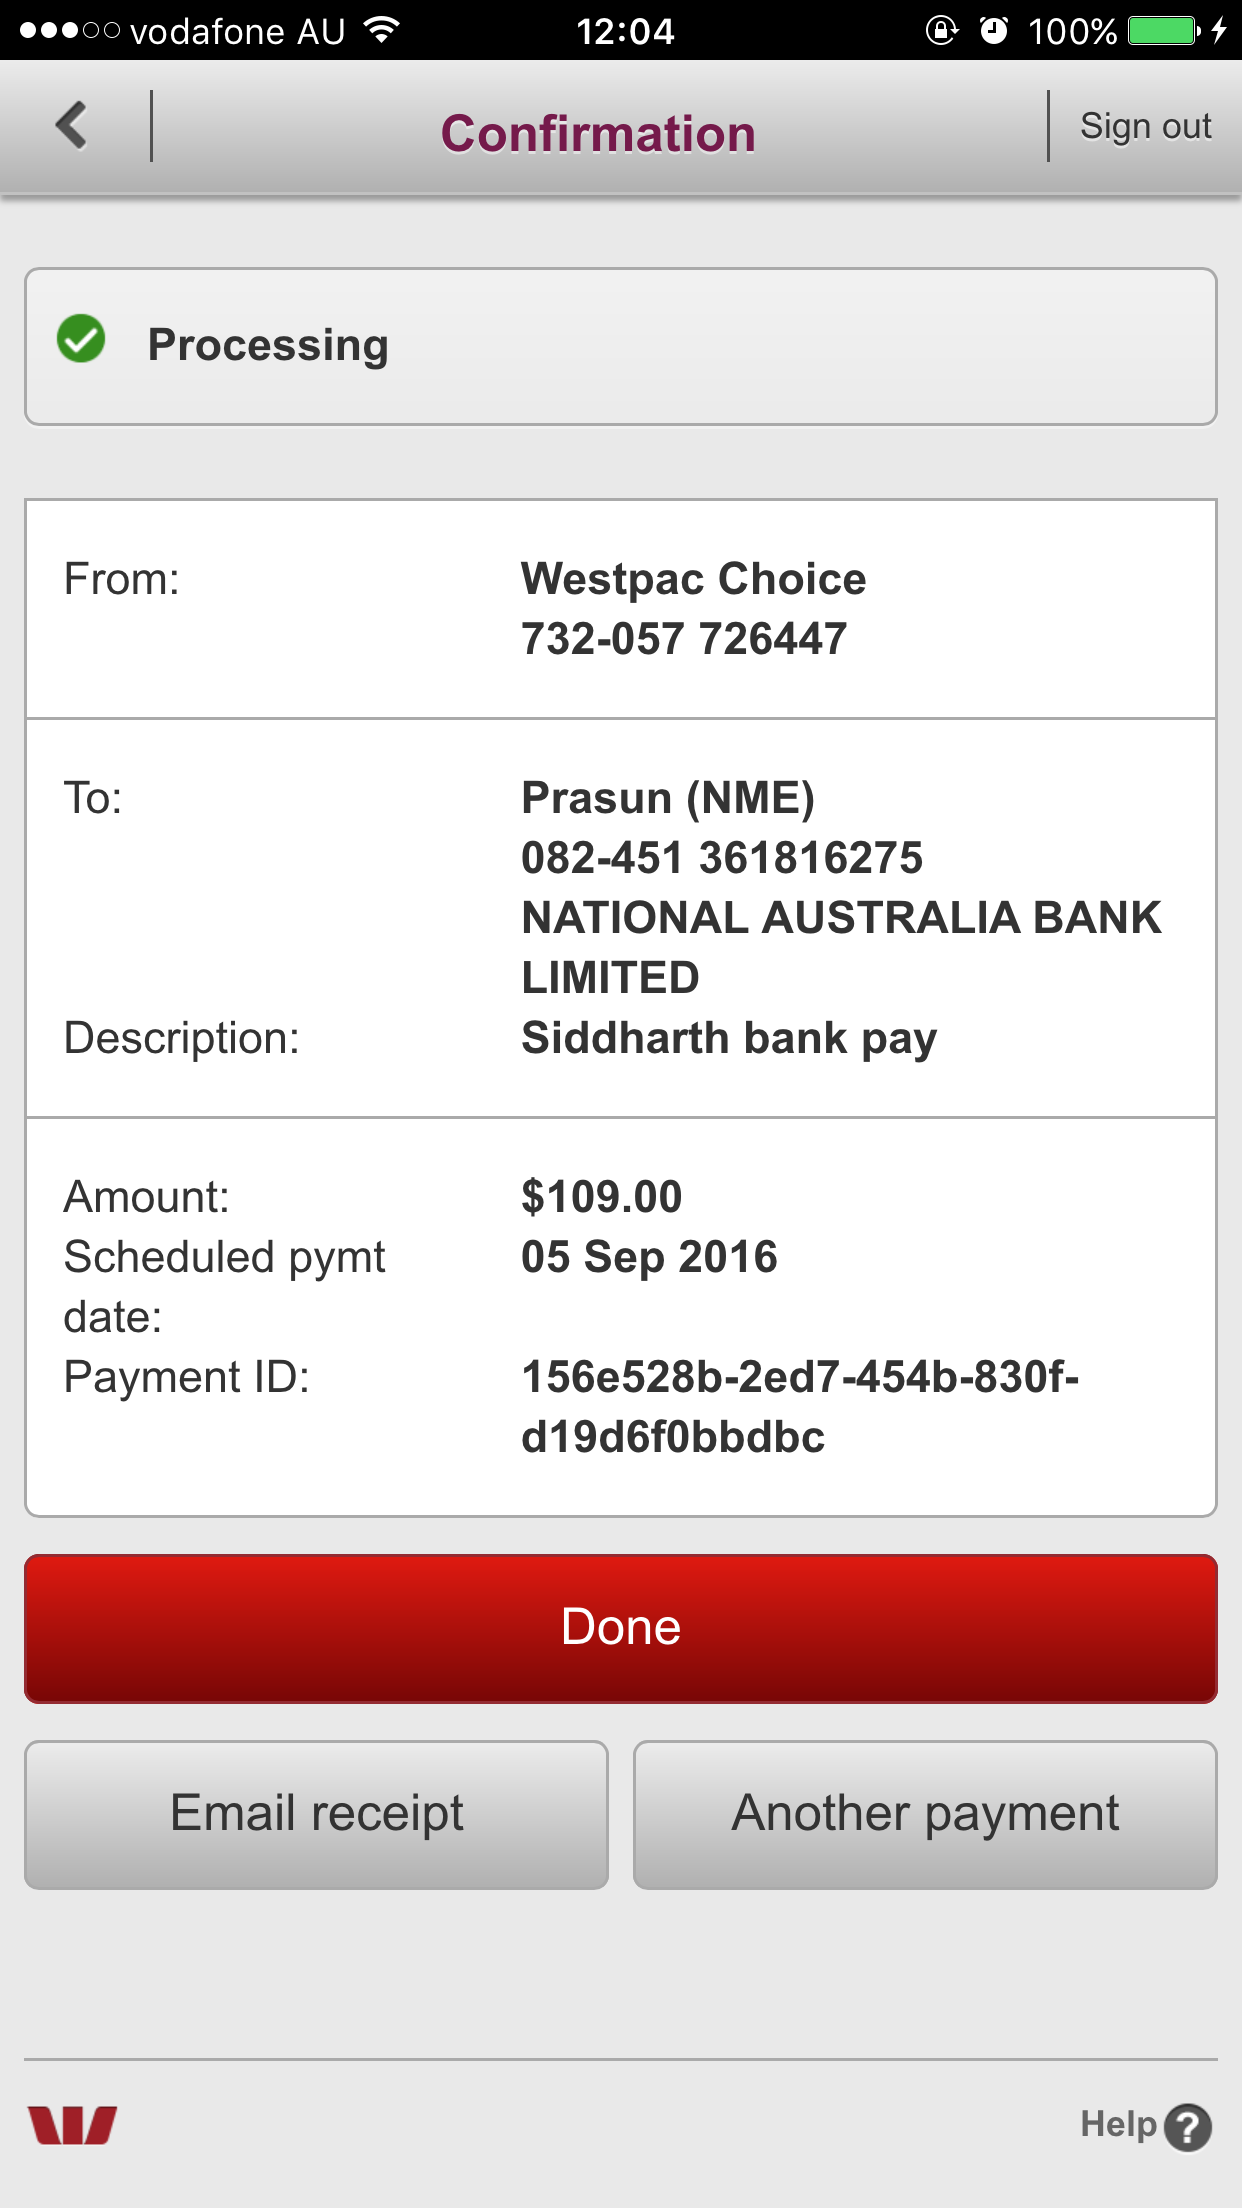 vodafone AU 12:04 100%
Confirmation Sign out
Processing
From: Westpac Choice
732-057 726447
To: Prasun (NME)
082-451 361816275
NATIONAL AUSTRALIA BANK
LIMITED
Description: Siddharth bank pay
Amount: $109.00
Scheduled pymt 05 Sep 2016
date:
Payment ID: 156e528b-2ed7-454b-830f-
d19d6f0bbdbc
Done
Email receipt Another payment
Help ?